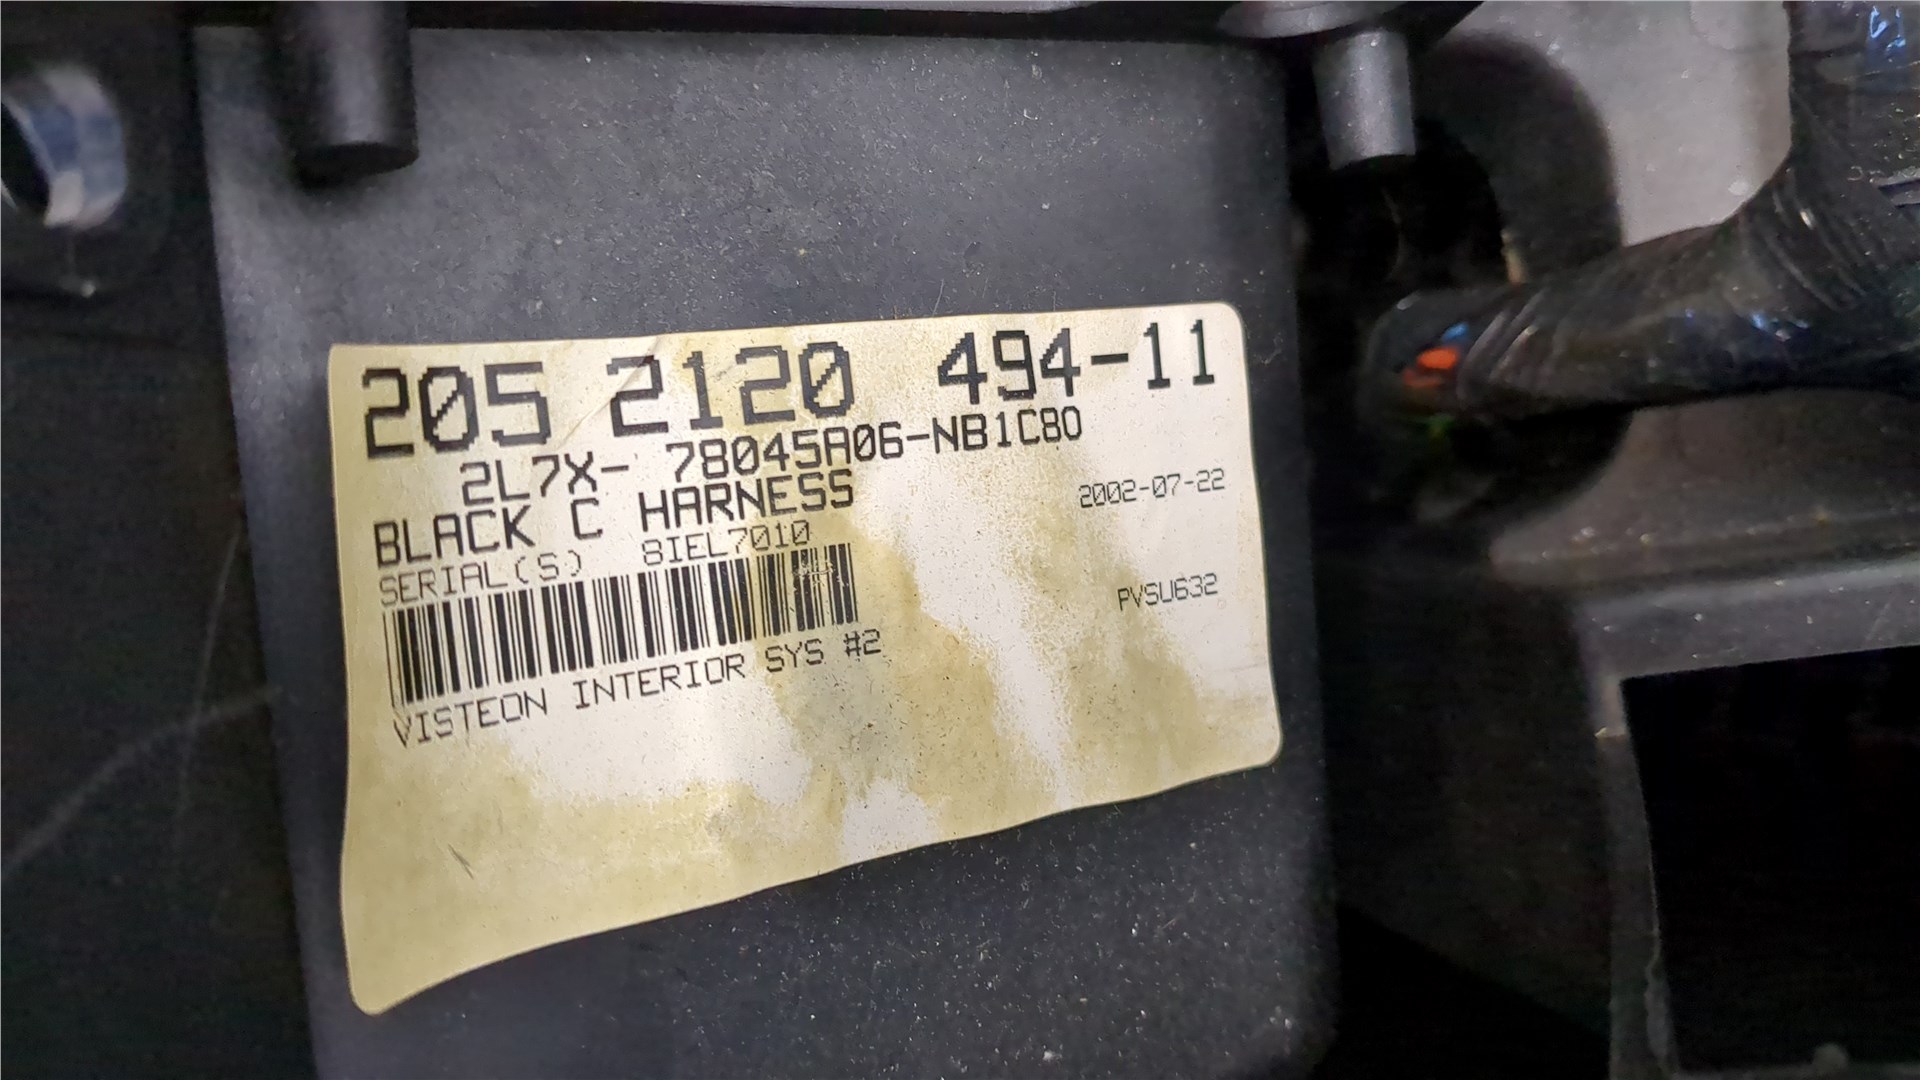 205 2120 494-11
2L7X- 78045A06-NB1C80
BLACK C HARNESS 2002-07-22
SERIAL(S) 8IEL7010
PVSU632
VISTEON INTERIOR SYS #2